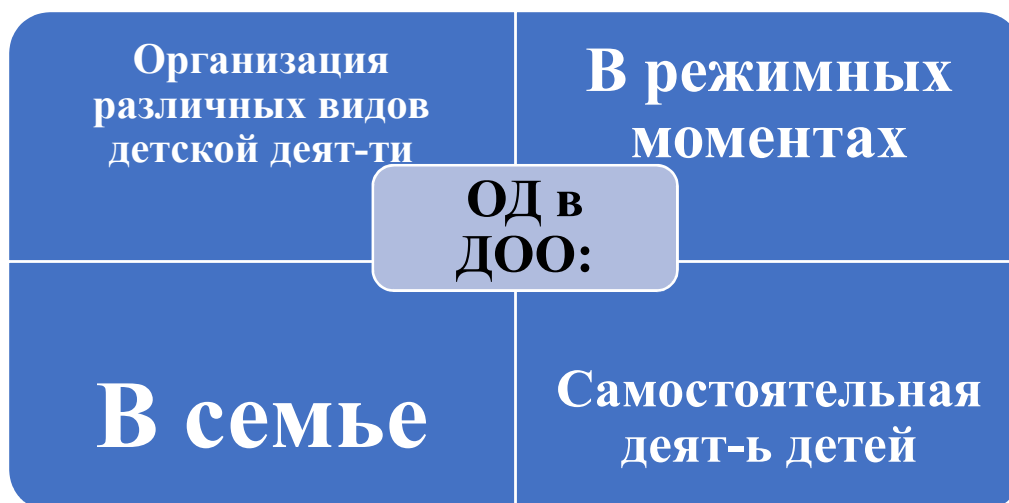 Организация
различных видов
детской деят-ти
В режимных
моментах
ОД в
ДОО:
В семье
Самостоятельная
деят-ь детей